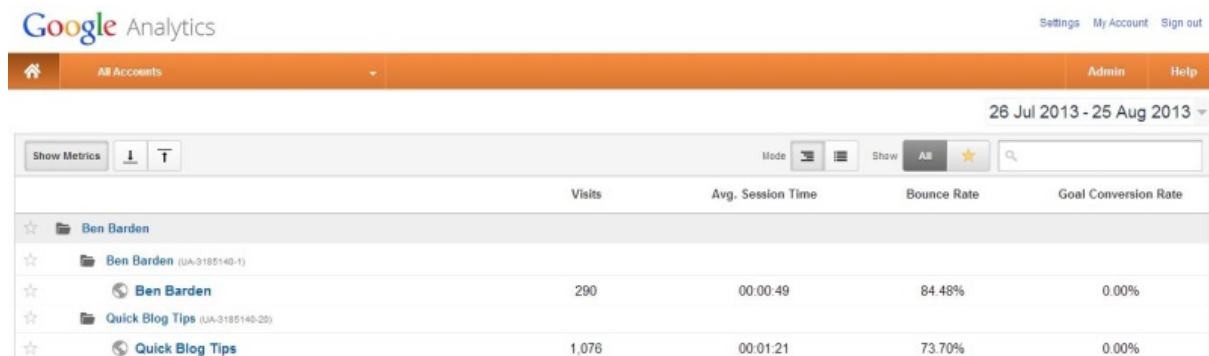 Google Analytics
Settings My Account Sign out
All Accounts
Admin Help
26 Jul 2013 - 25 Aug 2013
Show Metrics Mode Show All
Visits Avg. Session Time Bounce Rate Goal Conversion Rate
Ben Barden
Ben Barden (UA-3185140-1)
Ben Barden 290 00:00:49 84.48% 0.00%
Quick Blog Tips (UA-3185140-20)
Quick Blog Tips 1,076 00:01:21 73.70% 0.00%